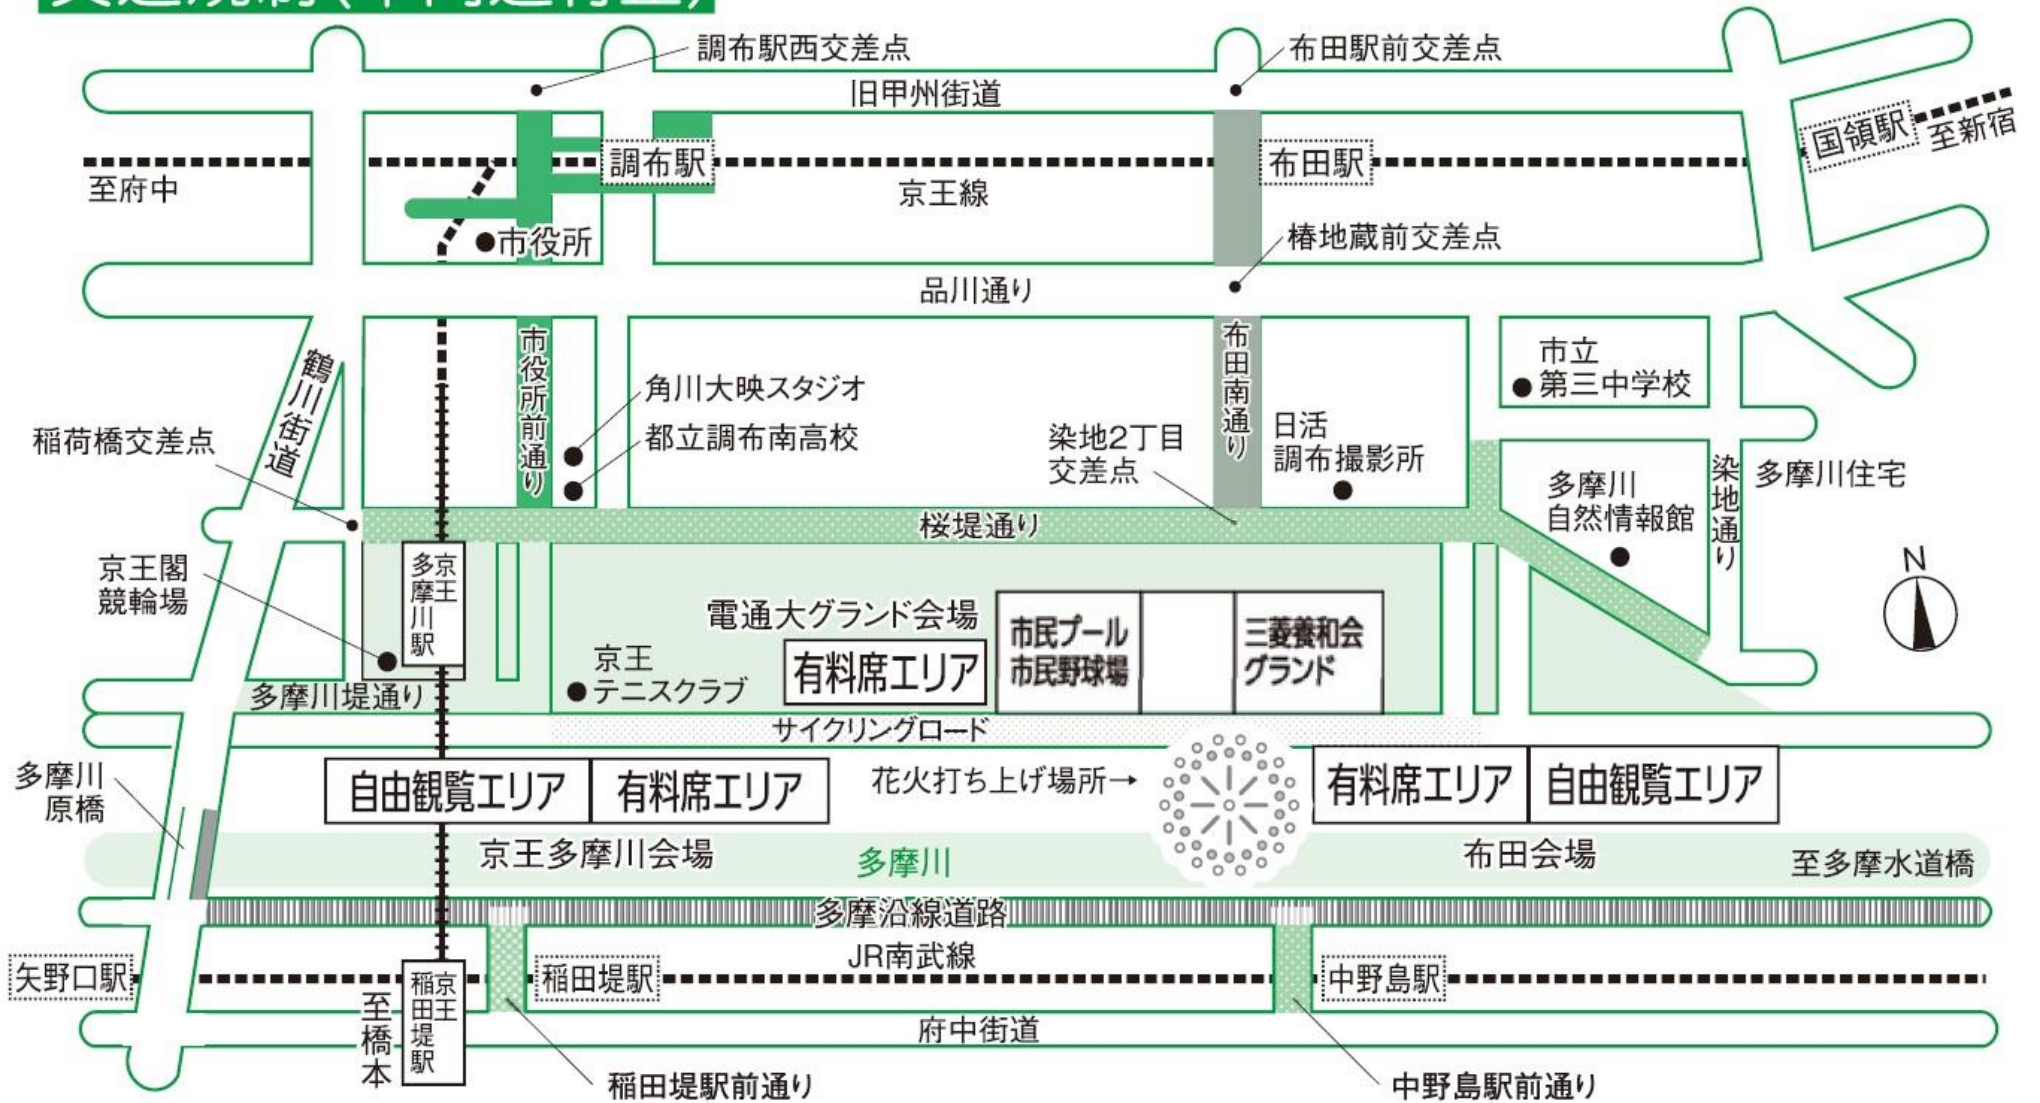 交通規制(車両通行止)
調布駅西交差点
布田駅前交差点
旧甲州街道
国領駅
至新宿
調布駅
布田駅
至府中
京王線
市役所
椿地蔵前交差点
品川通り
鶴川街道
市役所前通り
布田南通り
市立
第三中学校
角川大映スタジオ
都立調布南高校
稲荷橋交差点
染地2丁目
交差点
日活
調布撮影所
多摩川
自然情報館
染地通り
多摩川住宅
桜堤通り
N
京王閣
競輪場
京王
多摩川駅
電通大グランド会場
市民プール
市民野球場
三菱養和会
グランド
京王
テニスクラブ
有料席エリア
多摩川堤通り
サイクリングロード
多摩川
原橋
自由観覧エリア
有料席エリア
花火打ち上げ場所→
有料席エリア
自由観覧エリア
京王多摩川会場
多摩川
布田会場
至多摩水道橋
多摩沿線道路
JR南武線
矢野口駅
京王
稲田堤駅
稲田堤駅
中野島駅
至橋本
府中街道
稲田堤駅前通り
中野島駅前通り